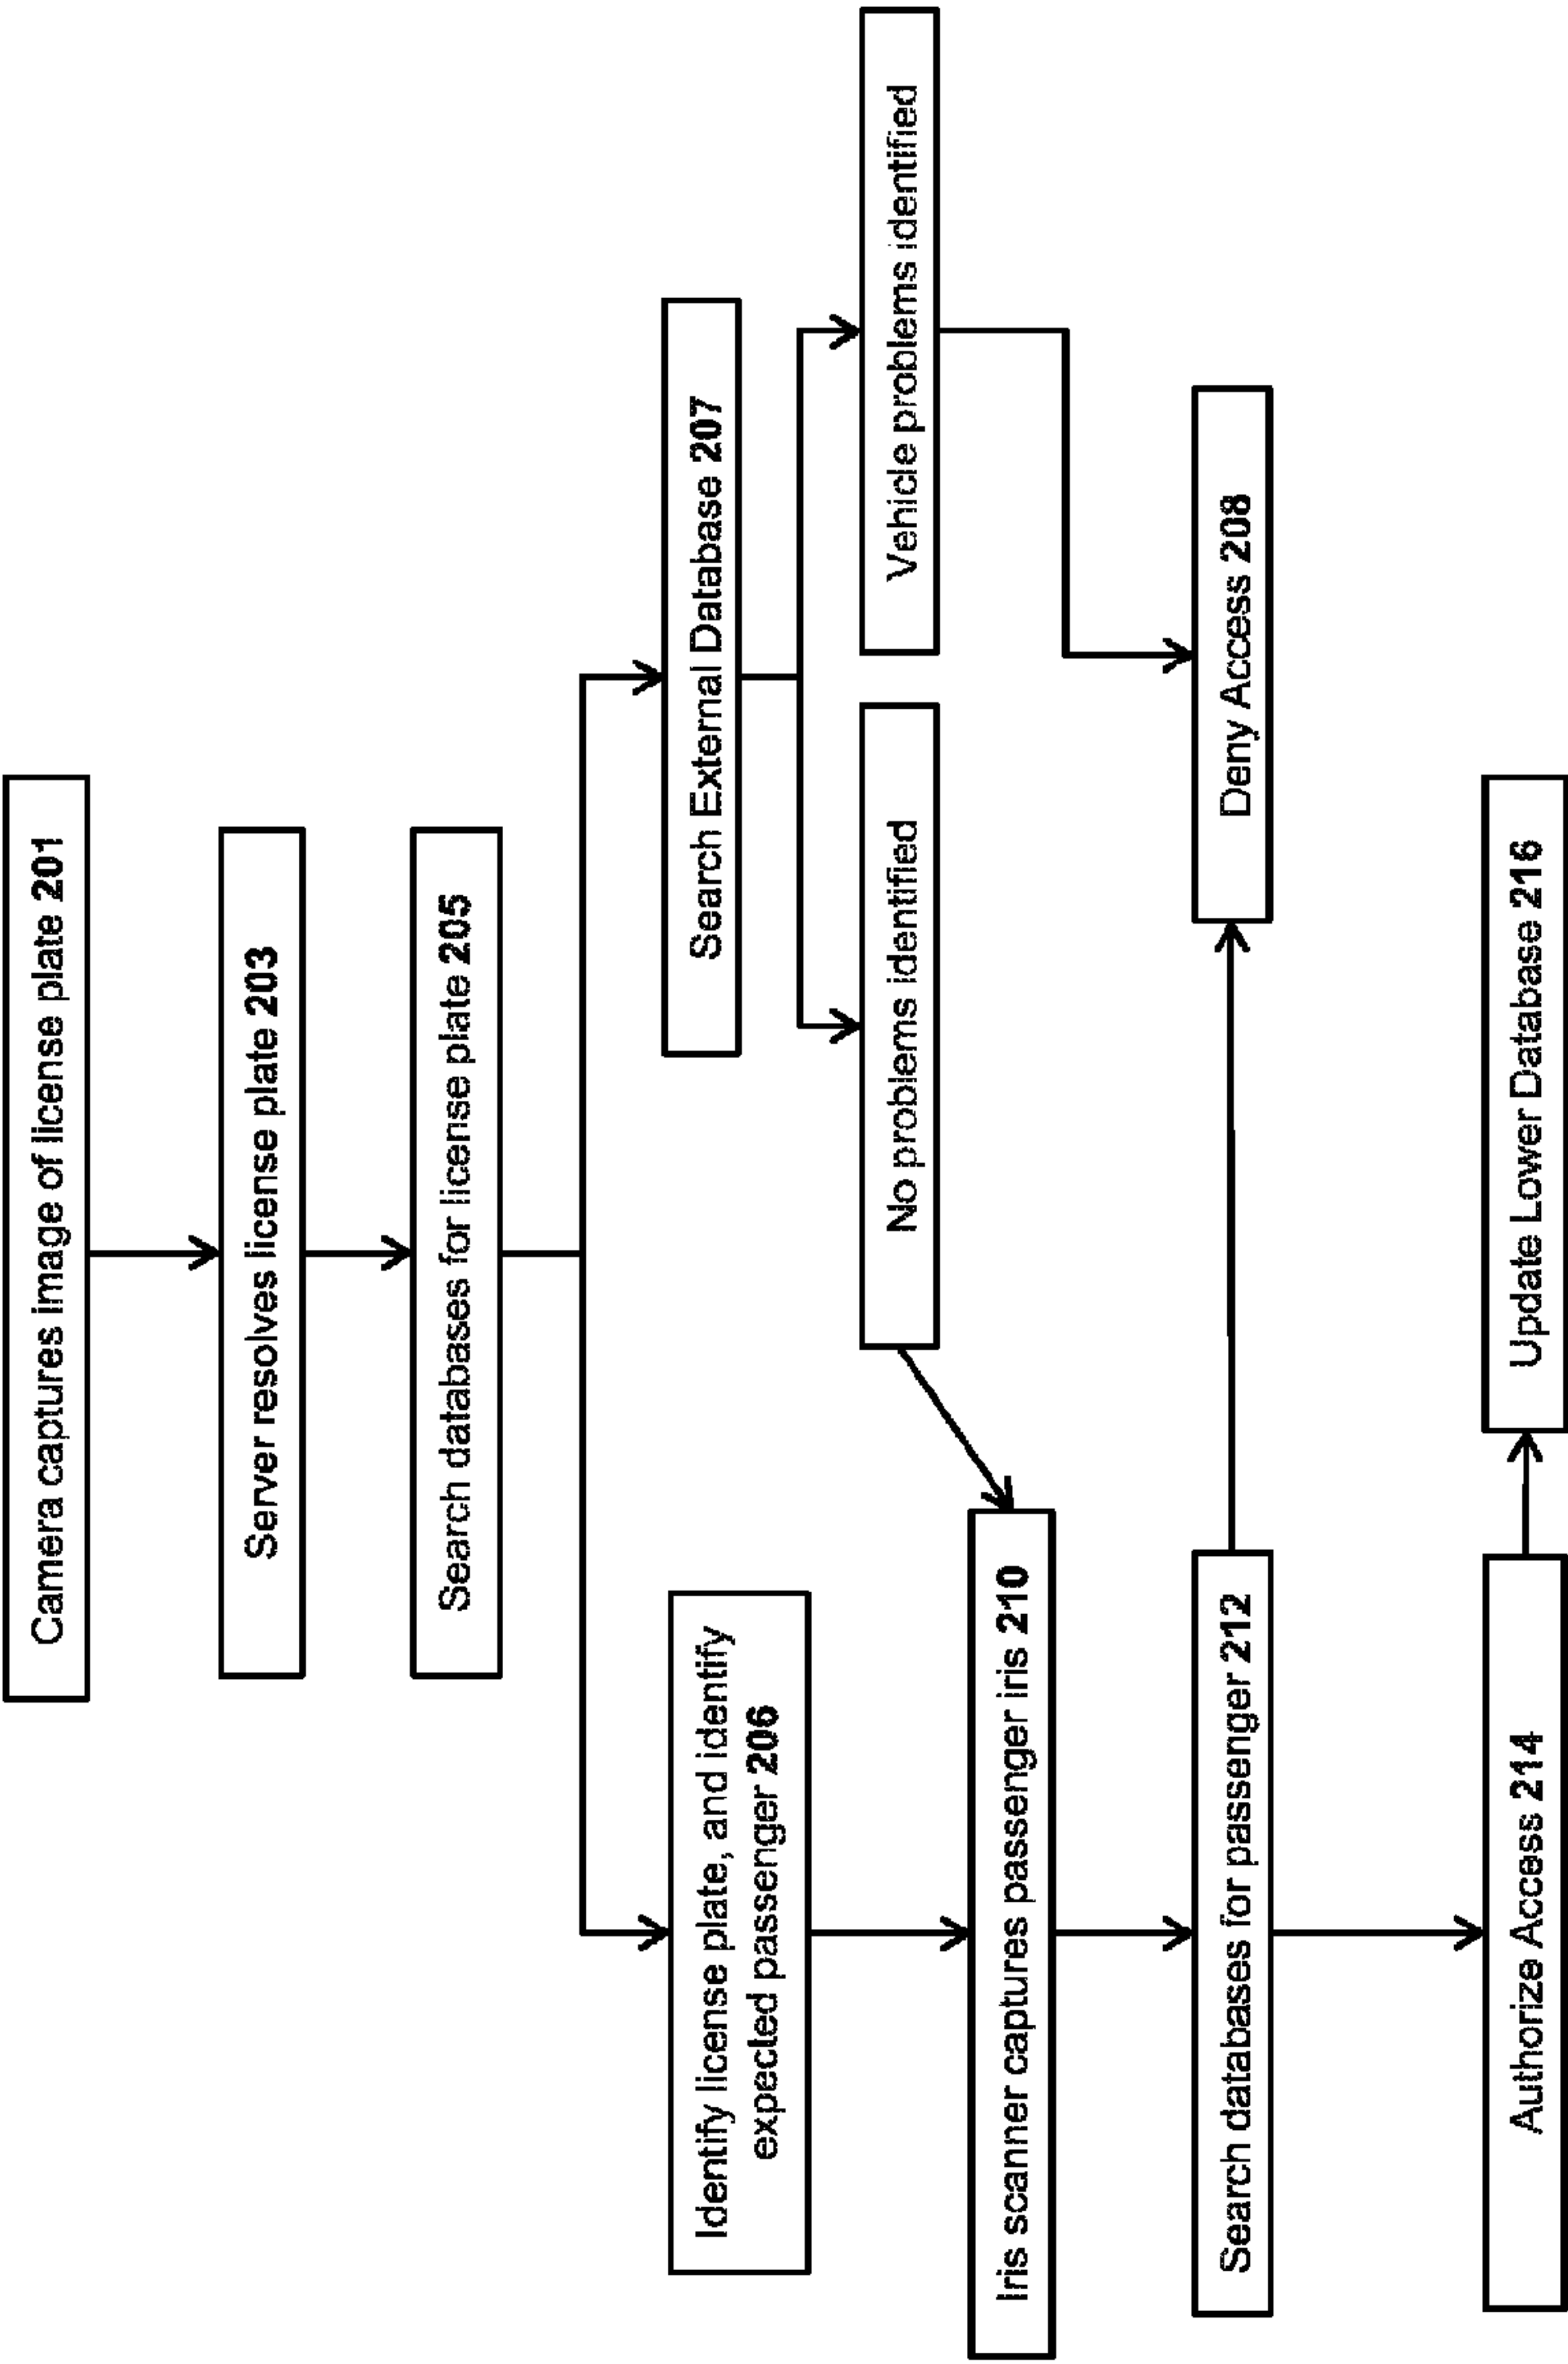 Camera captures image of license plate 201
Server resolves license plate 203
Search databases for license plate 205
Identify license plate, and identify
expected passenger 206
Search External Database 207
No problems identified
Vehicle problems identified
Iris scanner captures passenger iris 210
Search databases for passenger 212
Deny Access 208
Authorize Access 214
Update Lower Database 216